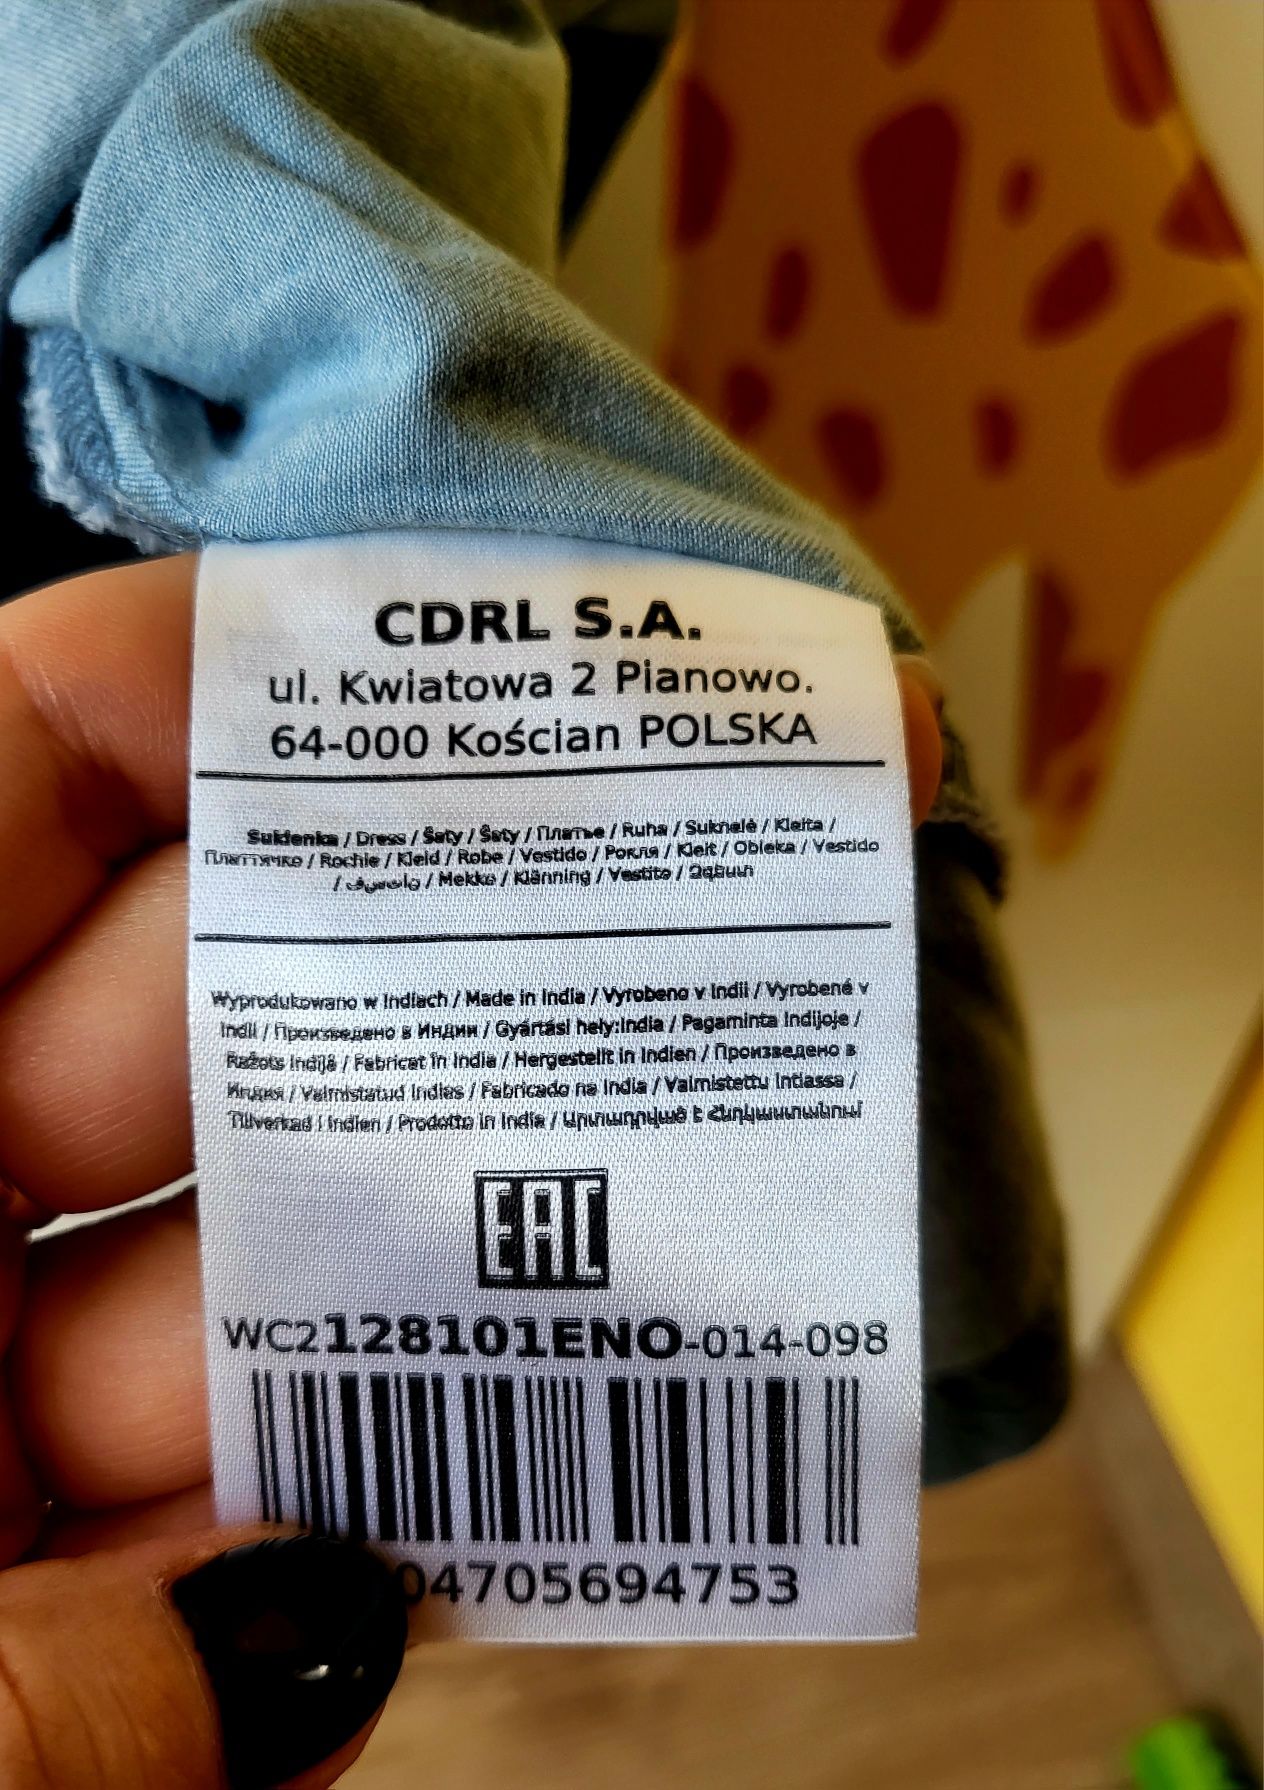 CDRL S.A.
ul. Kwiatowa 2 Pianowo.
64-000 Kościan POLSKA
Sukienka / Dress / Šaty / Šaty / Платье / Ruha / Suknelė / Kleita /
Платтячко / Rochie / Kleid / Robe / Vestido / Рокля / Kleit / Obleka / Vestido
/ / Mekko / Klänning / Vestito / Զգեստ
Wyprodukowano w Indiach / Made in India / Vyrobeno v Indii / Vyrobené v
Indii / Произведено в Индии / Gyártási hely:India / Pagaminta Indijoje /
Ražots Indijā / Fabricat în India / Hergestellt in Indien / Произведено в
Индия / Valmistatud Indias / Fabricado na India / Valmistettu Intiassa /
Tillverkad i Indien / Prodotto in India / Արտադրված է Հնդկաստանում
EAC
WC2128101ENO-014-098
04705694753